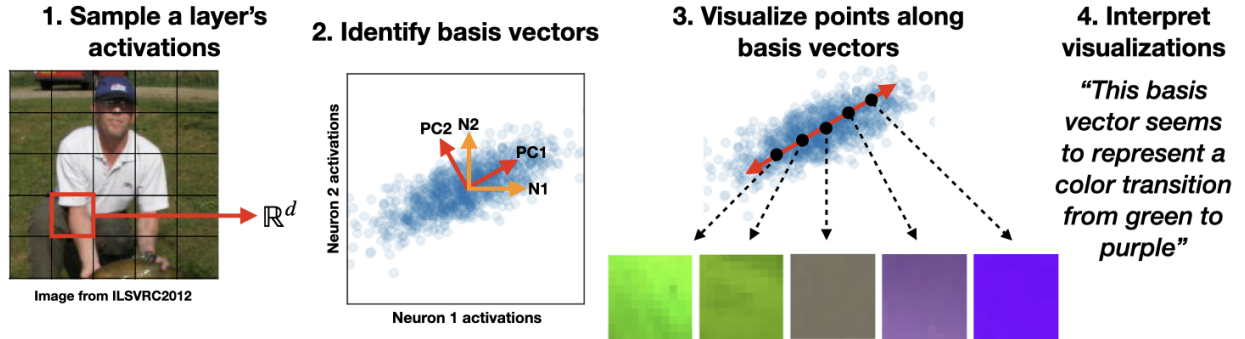 1. Sample a layer's
activations
ℝᵈ
Image from ILSVRC2012
2. Identify basis vectors
Neuron 2 activations
PC2
N2
PC1
N1
Neuron 1 activations
3. Visualize points along
basis vectors
4. Interpret
visualizations
“This basis
vector seems
to represent a
color transition
from green to
purple”